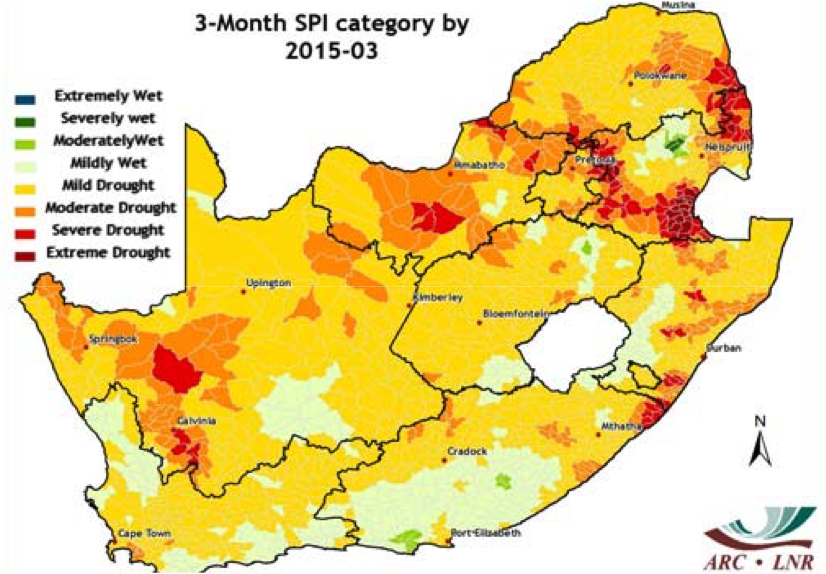 3-Month SPI category by
2015-03
Extremely Wet
Severely wet
ModeratelyWet
Mildly Wet
Mild Drought
Moderate Drought
Severe Drought
Extreme Drought
Musina
Polokwane
Nelspruit
Pretoria
Mmabatho
Upington
Kimberley
Bloemfontein
Springbok
Durban
Calvinia
Mthatha
Cradock
Cape Town
Port Elizabeth
N
ARC • LNR